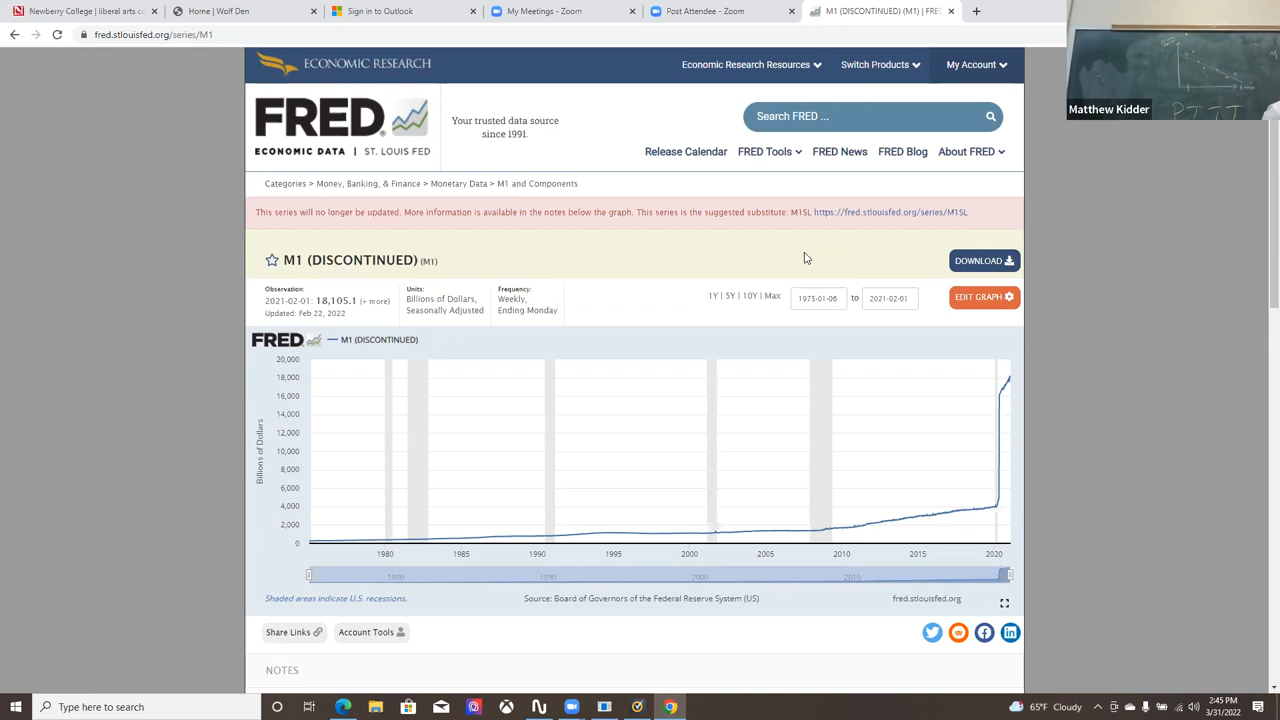 Newberry College | liberal arts c
Home | Wolf Den
Sign in to Outlook
My Meetings - Zoom
Post Attendee - Zoom
M1 (DISCONTINUED) (M1) | FRE
fred.stlouisfed.org/series/M1
Matthew Kidder
ECONOMIC RESEARCH
Economic Research Resources
Switch Products
My Account
FRED
ECONOMIC DATA | ST. LOUIS FED
Your trusted data source
since 1991.
Search FRED ...
Release Calendar
FRED Tools
FRED News
FRED Blog
About FRED
Categories > Money, Banking, & Finance > Monetary Data > M1 and Components
This series will no longer be updated. More information is available in the notes below the graph. This series is the suggested substitute: M1SL https://fred.stlouisfed.org/series/M1SL
M1 (DISCONTINUED) (M1)
DOWNLOAD
Observation:
2021-02-01: 18,105.1 (+ more)
Updated: Feb 22, 2022
Units:
Billions of Dollars,
Seasonally Adjusted
Frequency:
Weekly,
Ending Monday
1Y | 5Y | 10Y | Max
1975-01-06 to 2021-02-01
EDIT GRAPH
FRED
M1 (DISCONTINUED)
Billions of Dollars
20,000
18,000
16,000
14,000
12,000
10,000
8,000
6,000
4,000
2,000
0
1980 1985 1990 1995 2000 2005 2010 2015 2020
1980 1990 2000 2010
Shaded areas indicate U.S. recessions.
Source: Board of Governors of the Federal Reserve System (US)
fred.stlouisfed.org
Share Links
Account Tools
NOTES
Type here to search
65°F Cloudy
2:45 PM
3/31/2022